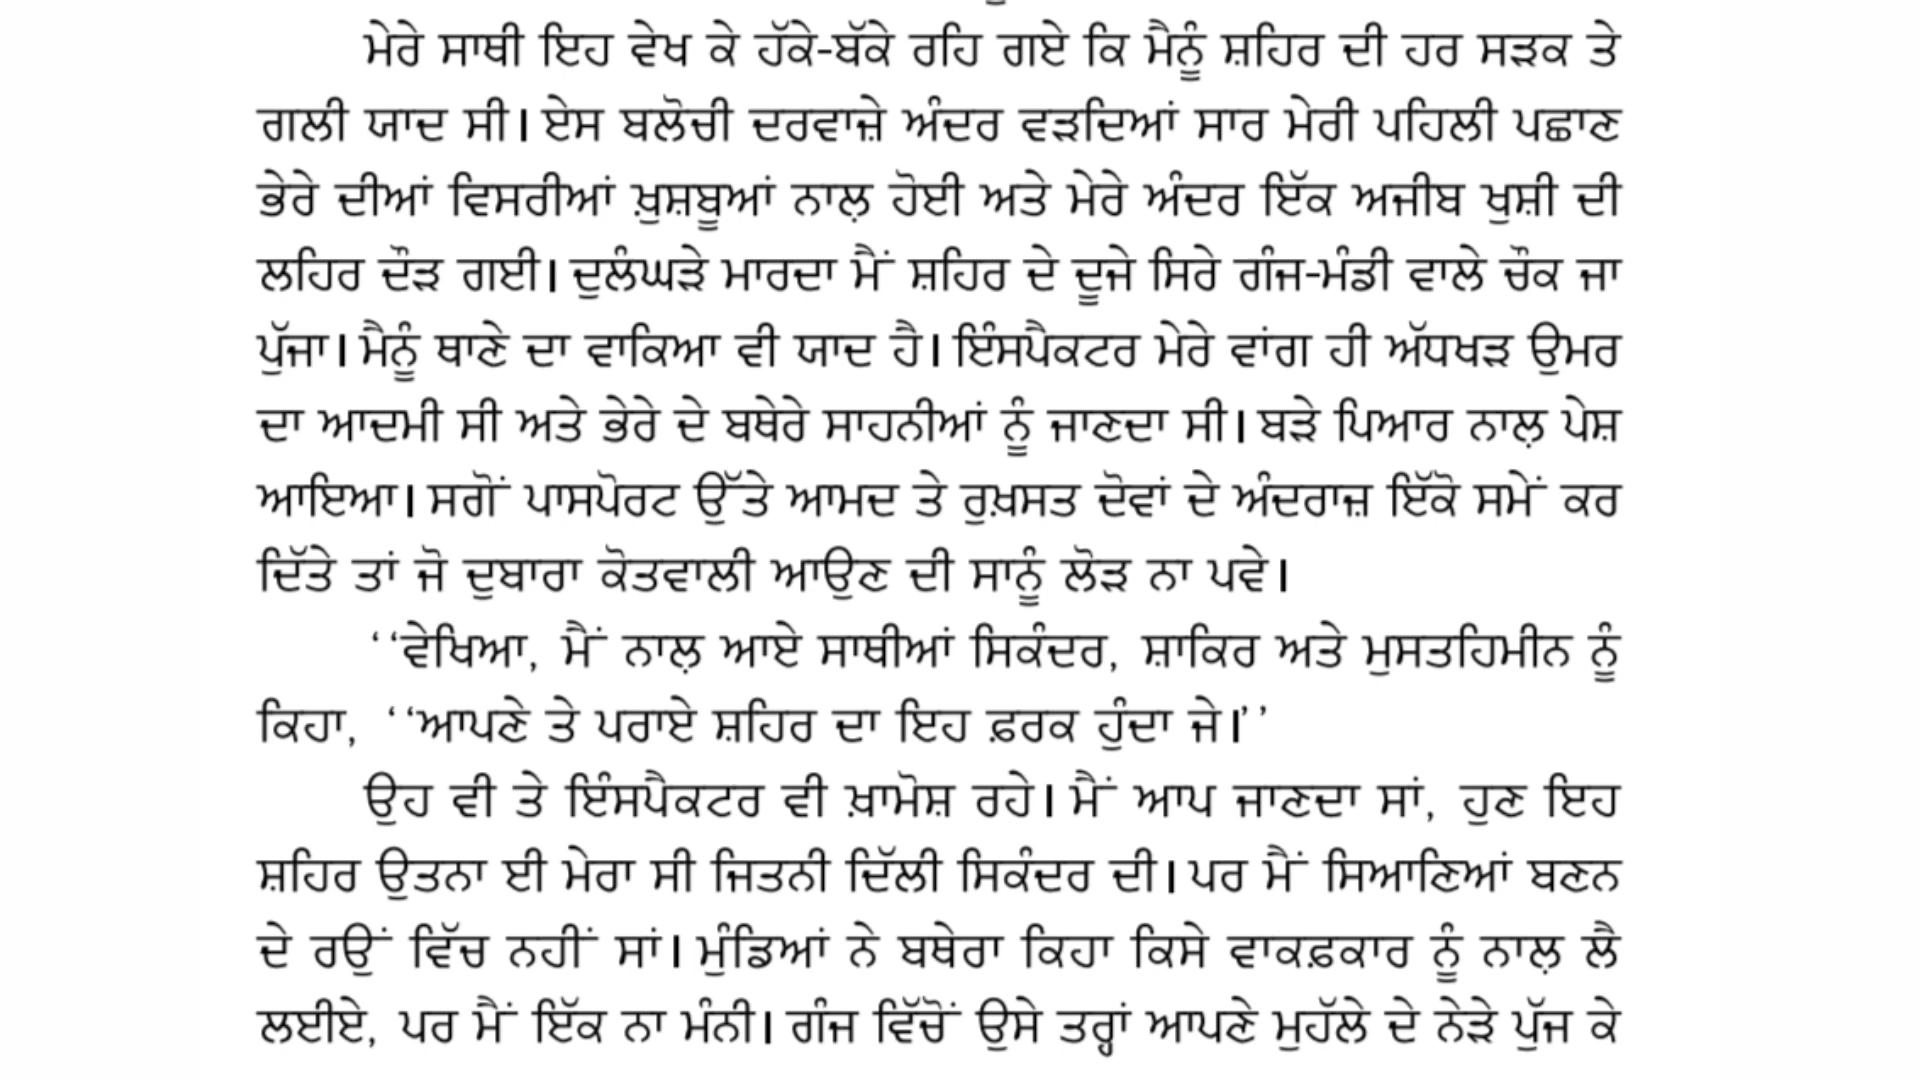 ਮੇਰੇ ਸਾਥੀ ਇਹ ਵੇਖ ਕੇ ਹੱਕੇ-ਬੱਕੇ ਰਹਿ ਗਏ ਕਿ ਮੈਨੂੰ ਸ਼ਹਿਰ ਦੀ ਹਰ ਸੜਕ ਤੇ
ਗਲੀ ਯਾਦ ਸੀ। ਏਸ ਬਲੋਚੀ ਦਰਵਾਜ਼ੇ ਅੰਦਰ ਵੜਦਿਆਂ ਸਾਰ ਮੇਰੀ ਪਹਿਲੀ ਪਛਾਣ
ਭੇਰੇ ਦੀਆਂ ਵਿਸਰੀਆਂ ਖ਼ੁਸ਼ਬੂਆਂ ਨਾਲ਼ ਹੋਈ ਅਤੇ ਮੇਰੇ ਅੰਦਰ ਇੱਕ ਅਜੀਬ ਖੁਸ਼ੀ ਦੀ
ਲਹਿਰ ਦੌੜ ਗਈ। ਦੁਲੰਘੜੇ ਮਾਰਦਾ ਮੈਂ ਸ਼ਹਿਰ ਦੇ ਦੂਜੇ ਸਿਰੇ ਗੰਜ-ਮੰਡੀ ਵਾਲੇ ਚੌਕ ਜਾ
ਪੁੱਜਾ। ਮੈਨੂੰ ਥਾਣੇ ਦਾ ਵਾਕਿਆ ਵੀ ਯਾਦ ਹੈ। ਇੰਸਪੈਕਟਰ ਮੇਰੇ ਵਾਂਗ ਹੀ ਅੱਧਖੜ ਉਮਰ
ਦਾ ਆਦਮੀ ਸੀ ਅਤੇ ਭੇਰੇ ਦੇ ਬਥੇਰੇ ਸਾਹਨੀਆਂ ਨੂੰ ਜਾਣਦਾ ਸੀ। ਬੜੇ ਪਿਆਰ ਨਾਲ਼ ਪੇਸ਼
ਆਇਆ। ਸਗੋਂ ਪਾਸਪੋਰਟ ਉੱਤੇ ਆਮਦ ਤੇ ਰੁਖ਼ਸਤ ਦੋਵਾਂ ਦੇ ਅੰਦਰਾਜ਼ ਇੱਕੋ ਸਮੇਂ ਕਰ
ਦਿੱਤੇ ਤਾਂ ਜੋ ਦੁਬਾਰਾ ਕੋਤਵਾਲੀ ਆਉਣ ਦੀ ਸਾਨੂੰ ਲੋੜ ਨਾ ਪਵੇ।
‘‘ਵੇਖਿਆ, ਮੈਂ ਨਾਲ਼ ਆਏ ਸਾਥੀਆਂ ਸਿਕੰਦਰ, ਸ਼ਾਕਿਰ ਅਤੇ ਮੁਸਤਹਿਮੀਨ ਨੂੰ
ਕਿਹਾ, ‘‘ਆਪਣੇ ਤੇ ਪਰਾਏ ਸ਼ਹਿਰ ਦਾ ਇਹ ਫ਼ਰਕ ਹੁੰਦਾ ਜੇ।’’
ਉਹ ਵੀ ਤੇ ਇੰਸਪੈਕਟਰ ਵੀ ਖ਼ਾਮੋਸ਼ ਰਹੇ। ਮੈਂ ਆਪ ਜਾਣਦਾ ਸਾਂ, ਹੁਣ ਇਹ
ਸ਼ਹਿਰ ਉਤਨਾ ਈ ਮੇਰਾ ਸੀ ਜਿਤਨੀ ਦਿੱਲੀ ਸਿਕੰਦਰ ਦੀ। ਪਰ ਮੈਂ ਸਿਆਣਿਆਂ ਬਣਨ
ਦੇ ਰਉਂ ਵਿੱਚ ਨਹੀਂ ਸਾਂ। ਮੁੰਡਿਆਂ ਨੇ ਬਥੇਰਾ ਕਿਹਾ ਕਿਸੇ ਵਾਕਫ਼ਕਾਰ ਨੂੰ ਨਾਲ਼ ਲੈ
ਲਈਏ, ਪਰ ਮੈਂ ਇੱਕ ਨਾ ਮੰਨੀ। ਗੰਜ ਵਿੱਚੋਂ ਉਸੇ ਤਰ੍ਹਾਂ ਆਪਣੇ ਮੁਹੱਲੇ ਦੇ ਨੇੜੇ ਪੁੱਜ ਕੇ